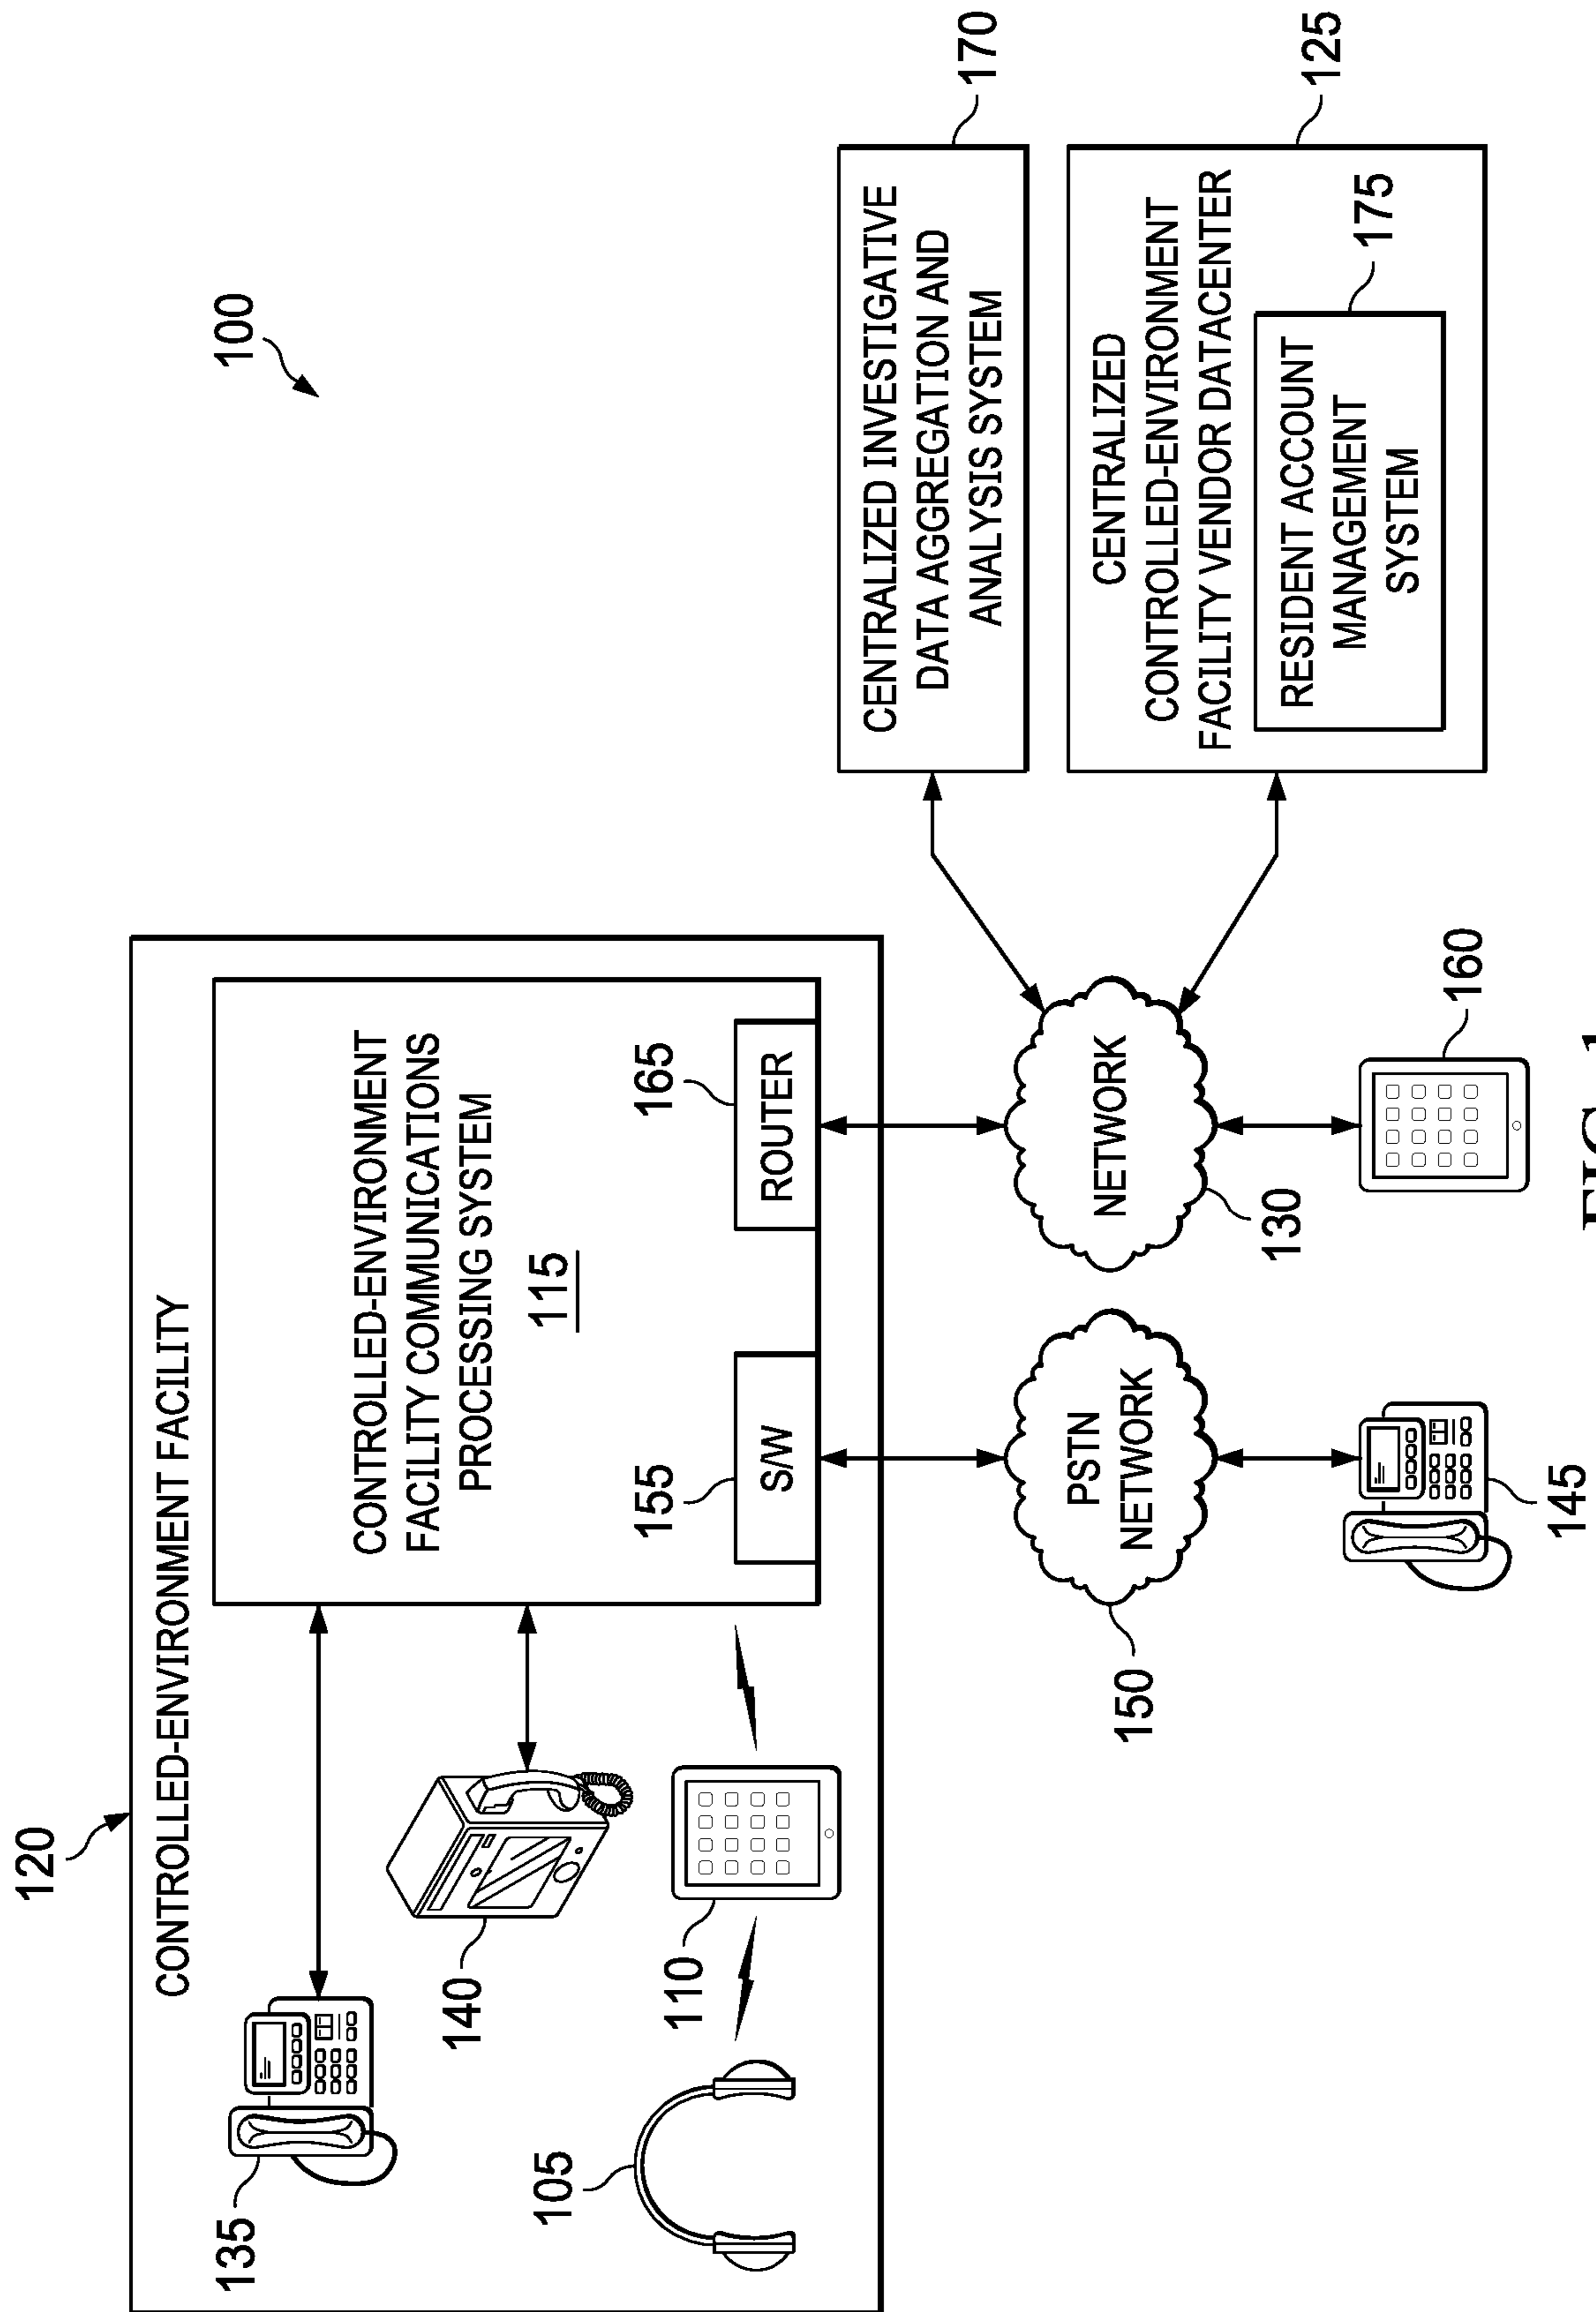 100
120
CONTROLLED-ENVIRONMENT FACILITY
135
140
105
110
CONTROLLED-ENVIRONMENT
FACILITY COMMUNICATIONS
PROCESSING SYSTEM
115
155
S/W
165
ROUTER
150
PSTN
NETWORK
NETWORK
130
145
160
CENTRALIZED INVESTIGATIVE
DATA AGGREGATION AND
ANALYSIS SYSTEM
170
CENTRALIZED
CONTROLLED-ENVIRONMENT
FACILITY VENDOR DATACENTER
125
RESIDENT ACCOUNT
MANAGEMENT
SYSTEM
175